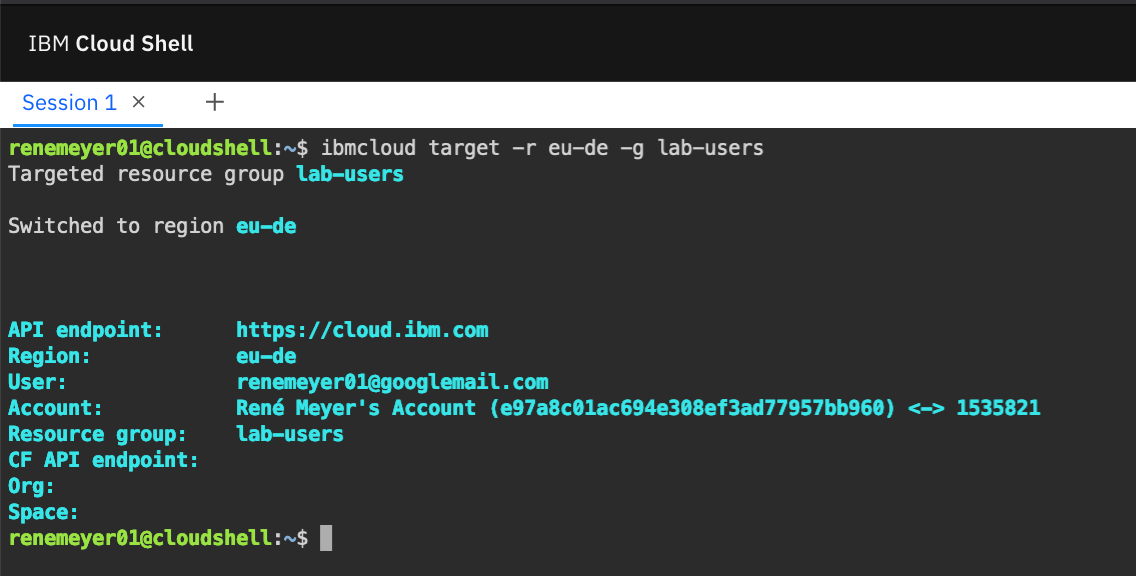 IBM Cloud Shell
Session 1 × +
renemeyer01@cloudshell:~$ ibmcloud target -r eu-de -g lab-users
Targeted resource group lab-users
Switched to region eu-de
API endpoint: https://cloud.ibm.com
Region: eu-de
User: renemeyer01@googlemail.com
Account: René Meyer's Account (e97a8c01ac694e308ef3ad77957bb960) <-> 1535821
Resource group: lab-users
CF API endpoint:
Org:
Space:
renemeyer01@cloudshell:~$